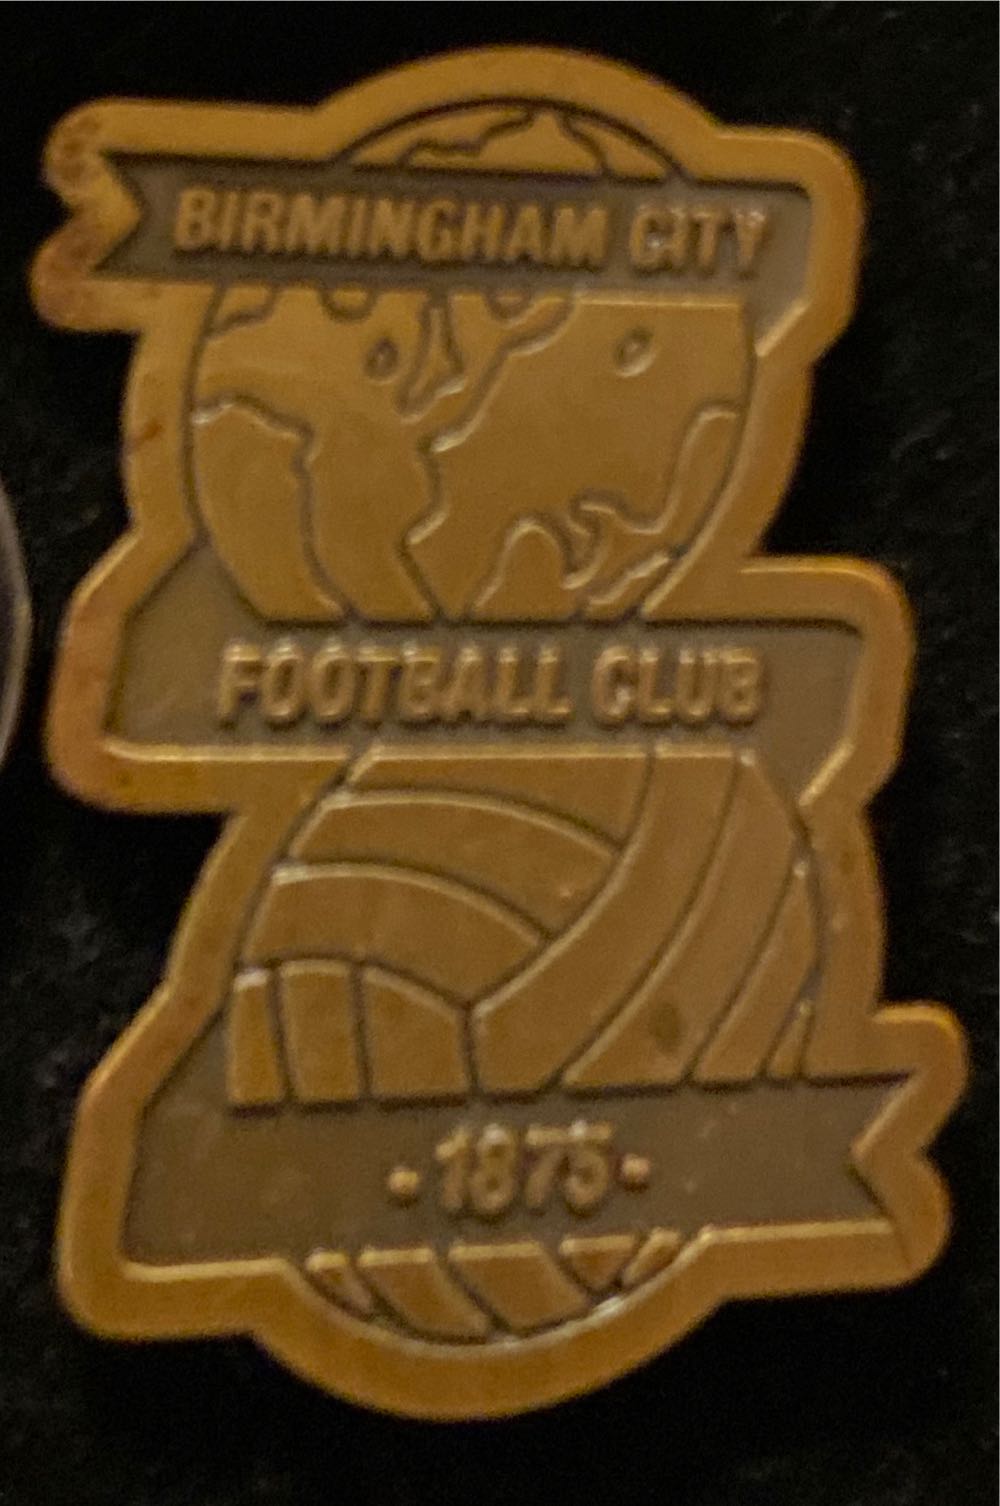 BIRMINGHAM CITY
FOOTBALL CLUB
·1875·